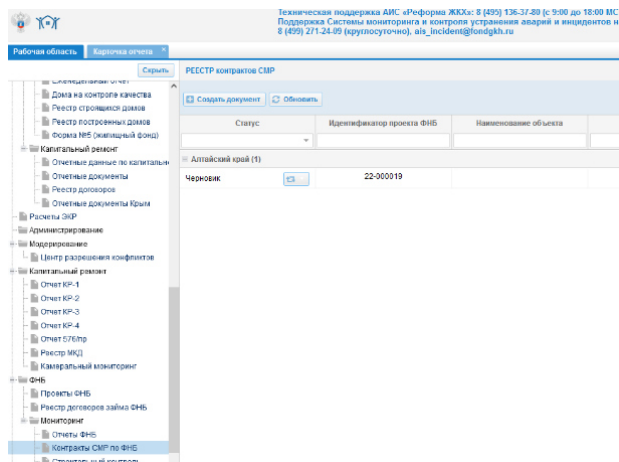 Техническая поддержка АИС «Реформа ЖКХ»: 8 (495) 136-37-80 (с 9:00 до 18:00 МС
Поддержка Системы мониторинга и контроля устранения аварий и инцидентов н
8 (499) 271-24-09 (круглосуточно), ais_incident@fondgkh.ru
Рабочая область
Карточка отчета
Скрыть
РЕЕСТР контрактов СМР
Еженедельный отчет
Дома на контроле качества
Реестр строящихся домов
Реестр построенных домов
Форма №5 (жилищный фонд)
Капитальный ремонт
Отчетные данные по капитальн
Отчетные документы
Реестр договоров
Отчетные документы Крым
Расчеты ЭКР
Администрирование
Модерирование
Центр разрешения конфликтов
Капитальный ремонт
Отчет КР-1
Отчет КР-2
Отчет КР-3
Отчет КР-4
Отчет 576/пр
Реестр МКД
Камеральный мониторинг
ФНБ
Проекты ФНБ
Реестр договоров займа ФНБ
Мониторинг
Отчеты ФНБ
Контракты СМР по ФНБ
Строительный контроль
Создать документ
Обновить
Статус
Идентификатор проекта ФНБ
Наименование объекта
Алтайский край (1)
Черновик
22-000019